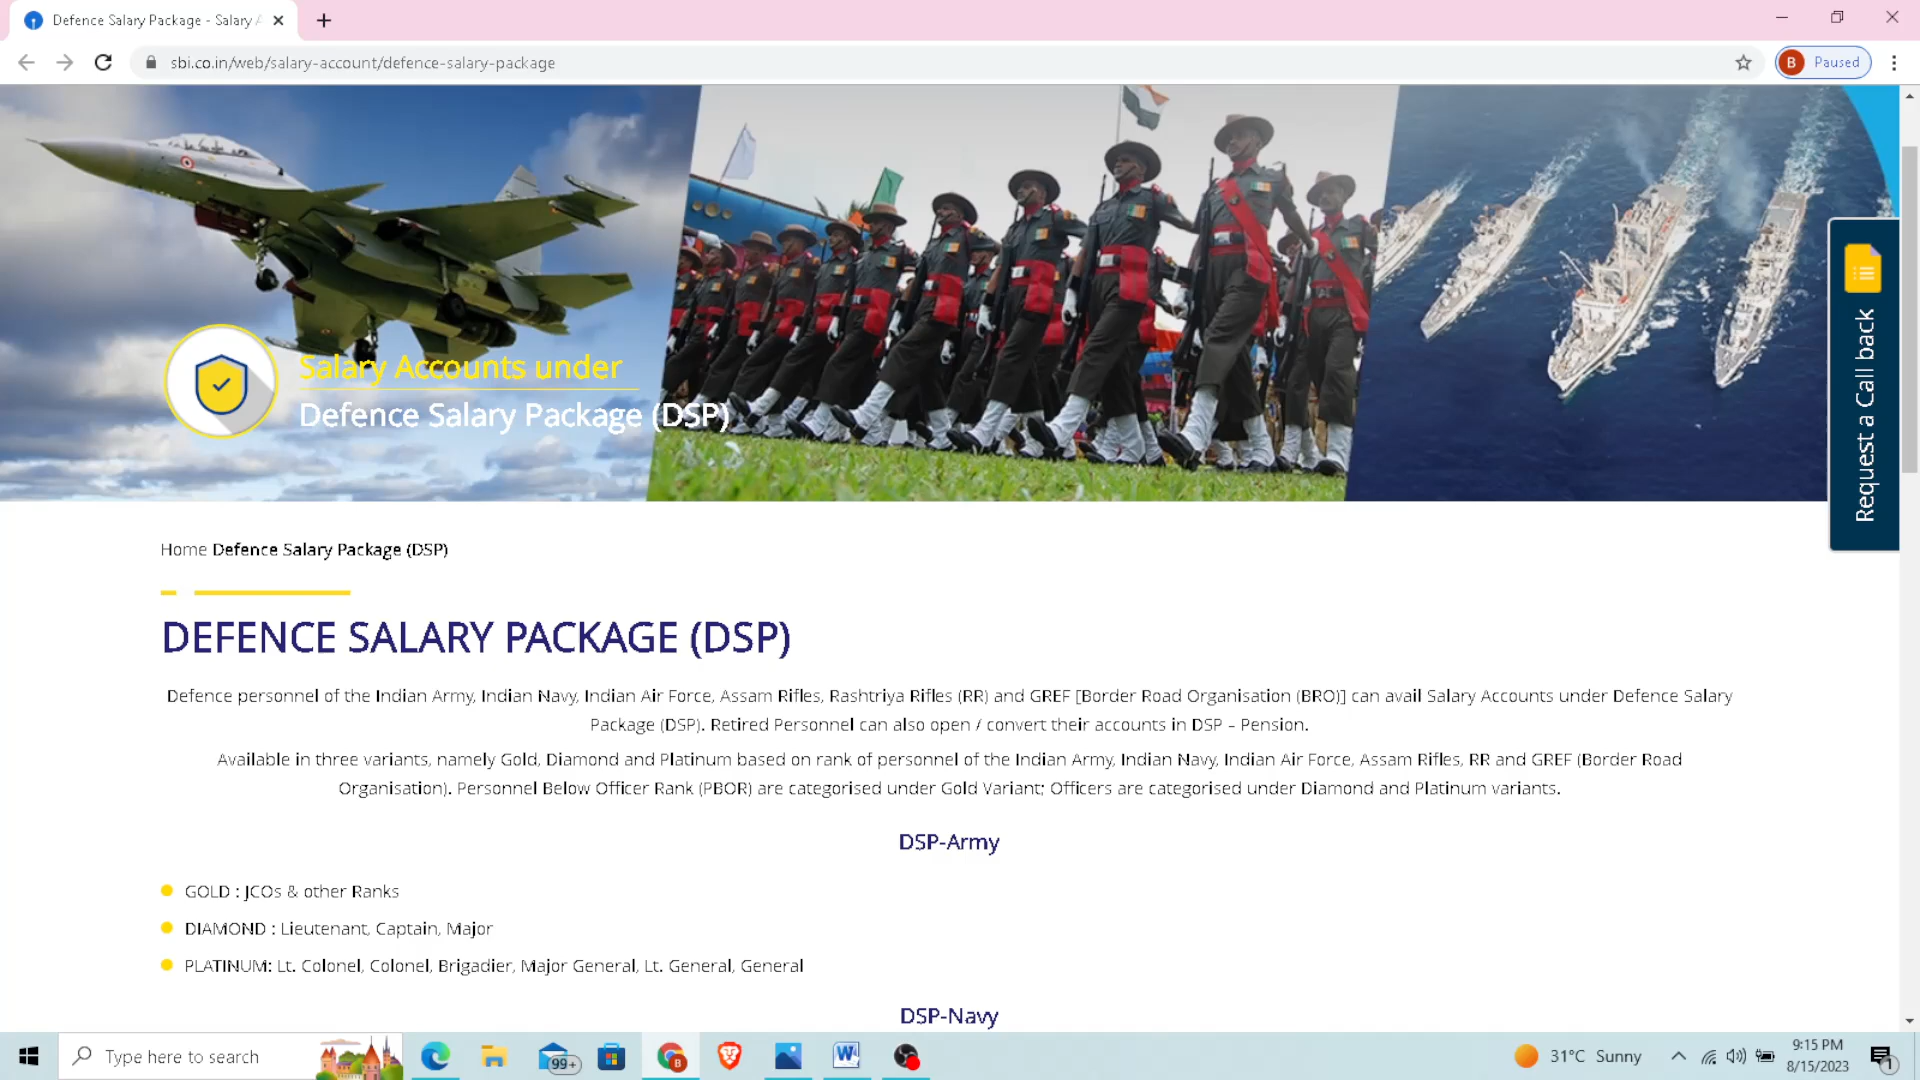 Defence Salary Package - Salary A
sbi.co.in/web/salary-account/defence-salary-package
B Paused
Salary Accounts under
Defence Salary Package (DSP)
Request a Call back
Home Defence Salary Package (DSP)
DEFENCE SALARY PACKAGE (DSP)
Defence personnel of the Indian Army, Indian Navy, Indian Air Force, Assam Rifles, Rashtriya Rifles (RR) and GREF [Border Road Organisation (BRO)] can avail Salary Accounts under Defence Salary
Package (DSP). Retired Personnel can also open / convert their accounts in DSP – Pension.
Available in three variants, namely Gold, Diamond and Platinum based on rank of personnel of the Indian Army, Indian Navy, Indian Air Force, Assam Rifles, RR and GREF (Border Road
Organisation). Personnel Below Officer Rank (PBOR) are categorised under Gold Variant; Officers are categorised under Diamond and Platinum variants.
DSP-Army
GOLD : JCOs & other Ranks
DIAMOND : Lieutenant, Captain, Major
PLATINUM: Lt. Colonel, Colonel, Brigadier, Major General, Lt. General, General
DSP-Navy
Type here to search
99+
B
W
31°C Sunny
9:15 PM
8/15/2023
1